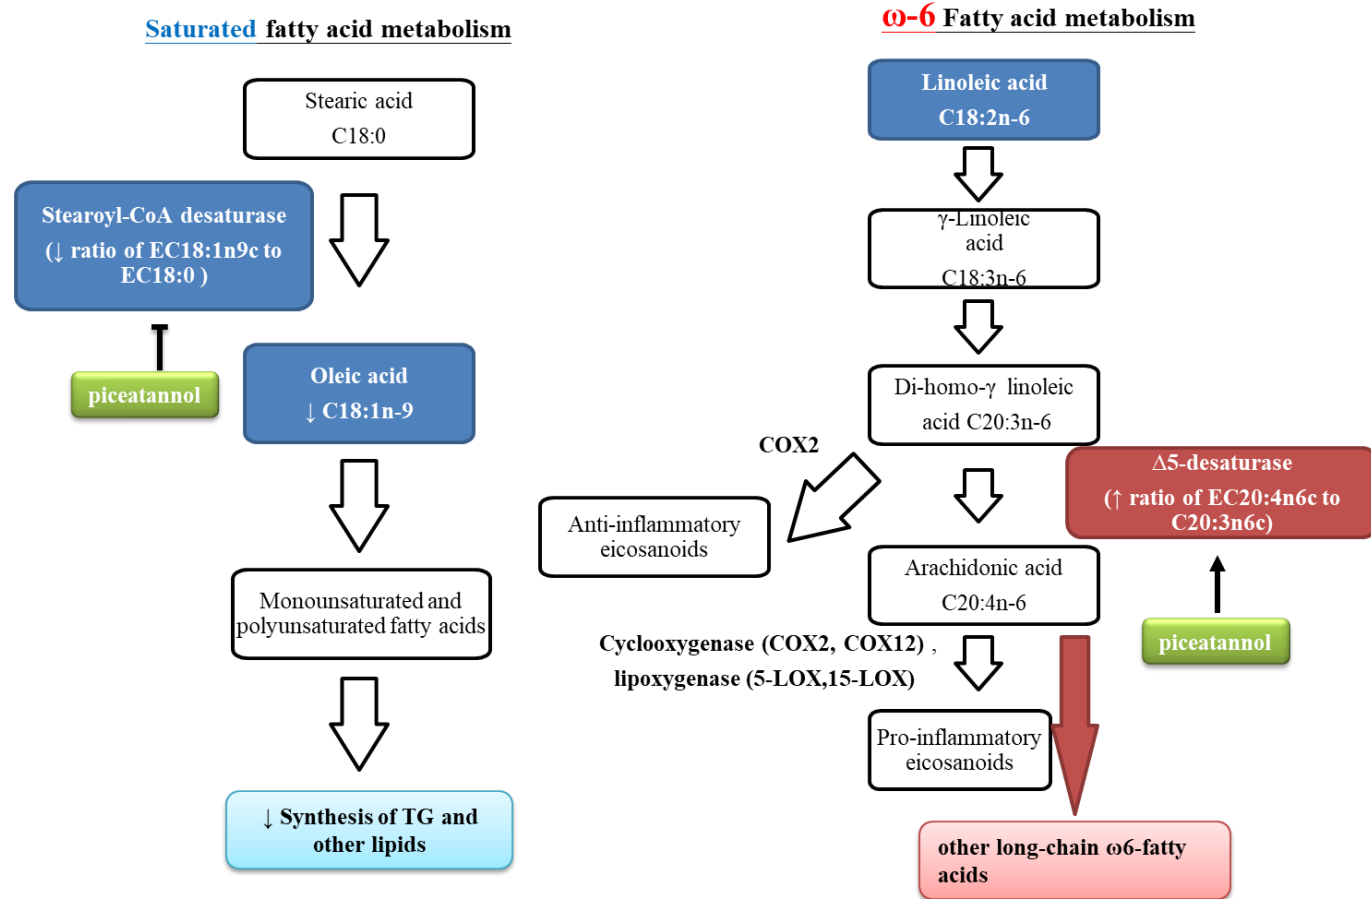 Saturated fatty acid metabolism
Stearic acid
C18:0
Stearoyl-CoA desaturase
(↓ ratio of EC18:1n9c to
EC18:0 )
piceatannol
Oleic acid
↓ C18:1n-9
Monounsaturated and
polyunsaturated fatty acids
↓ Synthesis of TG and
other lipids
ω-6 Fatty acid metabolism
Linoleic acid
C18:2n-6
γ-Linoleic
acid
C18:3n-6
Di-homo-γ linoleic
acid C20:3n-6
COX2
Anti-inflammatory
eicosanoids
Δ5-desaturase
(↑ ratio of EC20:4n6c to
C20:3n6c)
piceatannol
Arachidonic acid
C20:4n-6
Cyclooxygenase (COX2, COX12) ,
lipoxygenase (5-LOX,15-LOX)
Pro-inflammatory
eicosanoids
other long-chain ω6-fatty
acids